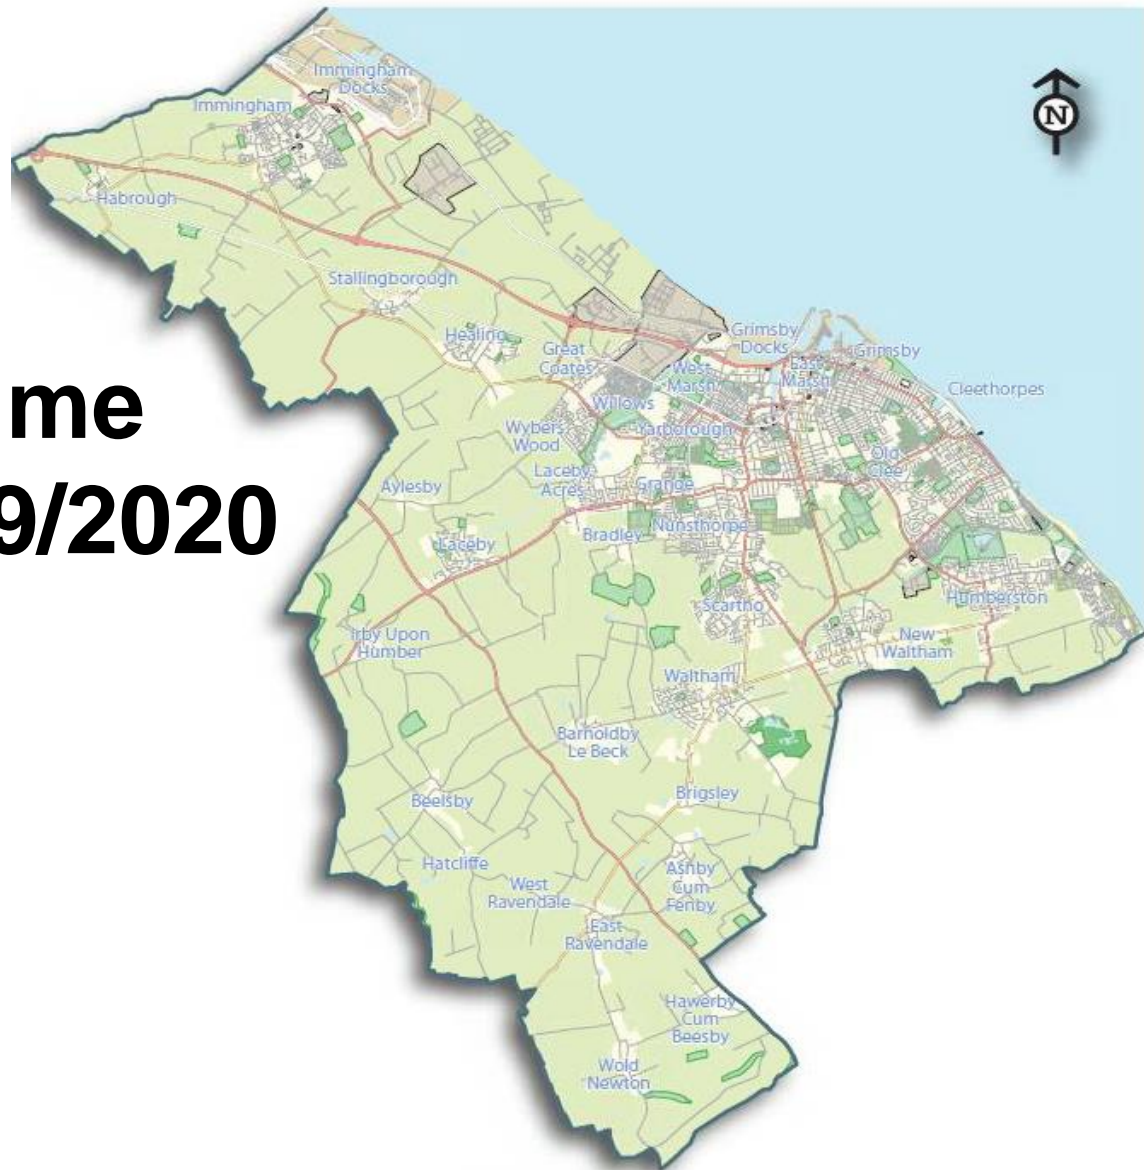 Immingham
Docks
Immingham
N
Habrough
Stallingborough
Healing
Great
Coates
Grimsby
Docks
Grimsby
West
Marsh
East
Marsh
Cleethorpes
Willows
me
9/2020
Wybers
Wood
Yarborough
Old
Clee
Laceby
Acres
Grange
Aylesby
Nunsthorpe
Bradley
Laceby
Humberston
Scartho
Irby Upon
Humber
New
Waltham
Waltham
Barnoldby
Le Beck
Beelsby
Brigsley
Hatcliffe
Ashby
Cum
Fenby
West
Ravendale
East
Ravendale
Hawerby
Cum
Beesby
Wold
Newton